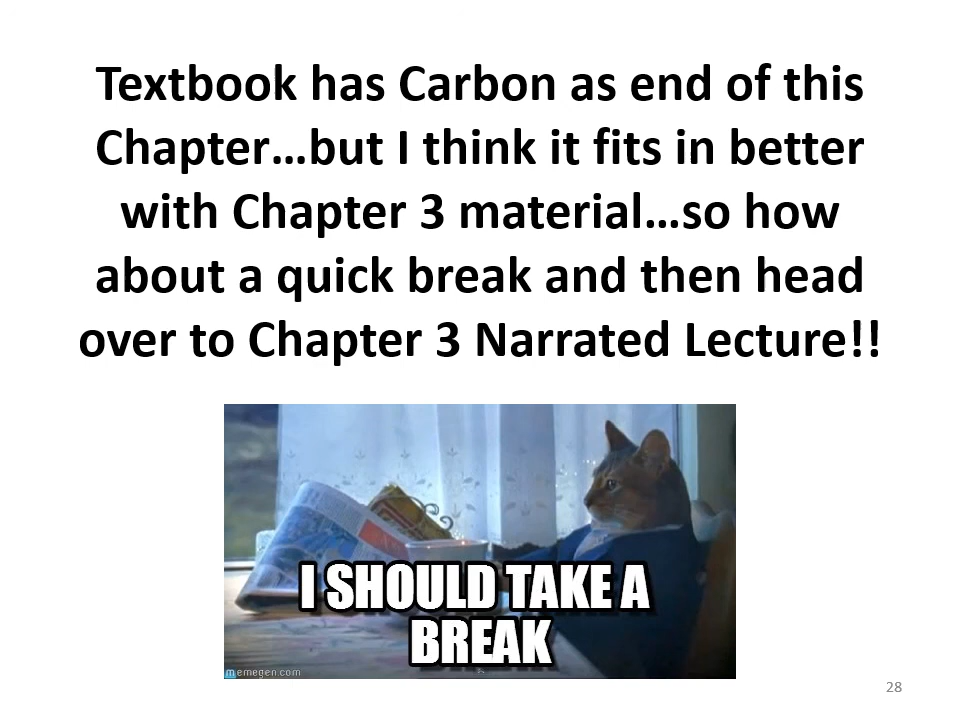 Textbook has Carbon as end of this
Chapter…but I think it fits in better
with Chapter 3 material…so how
about a quick break and then head
over to Chapter 3 Narrated Lecture!!
I SHOULD TAKE A
BREAK
memegen.com
28